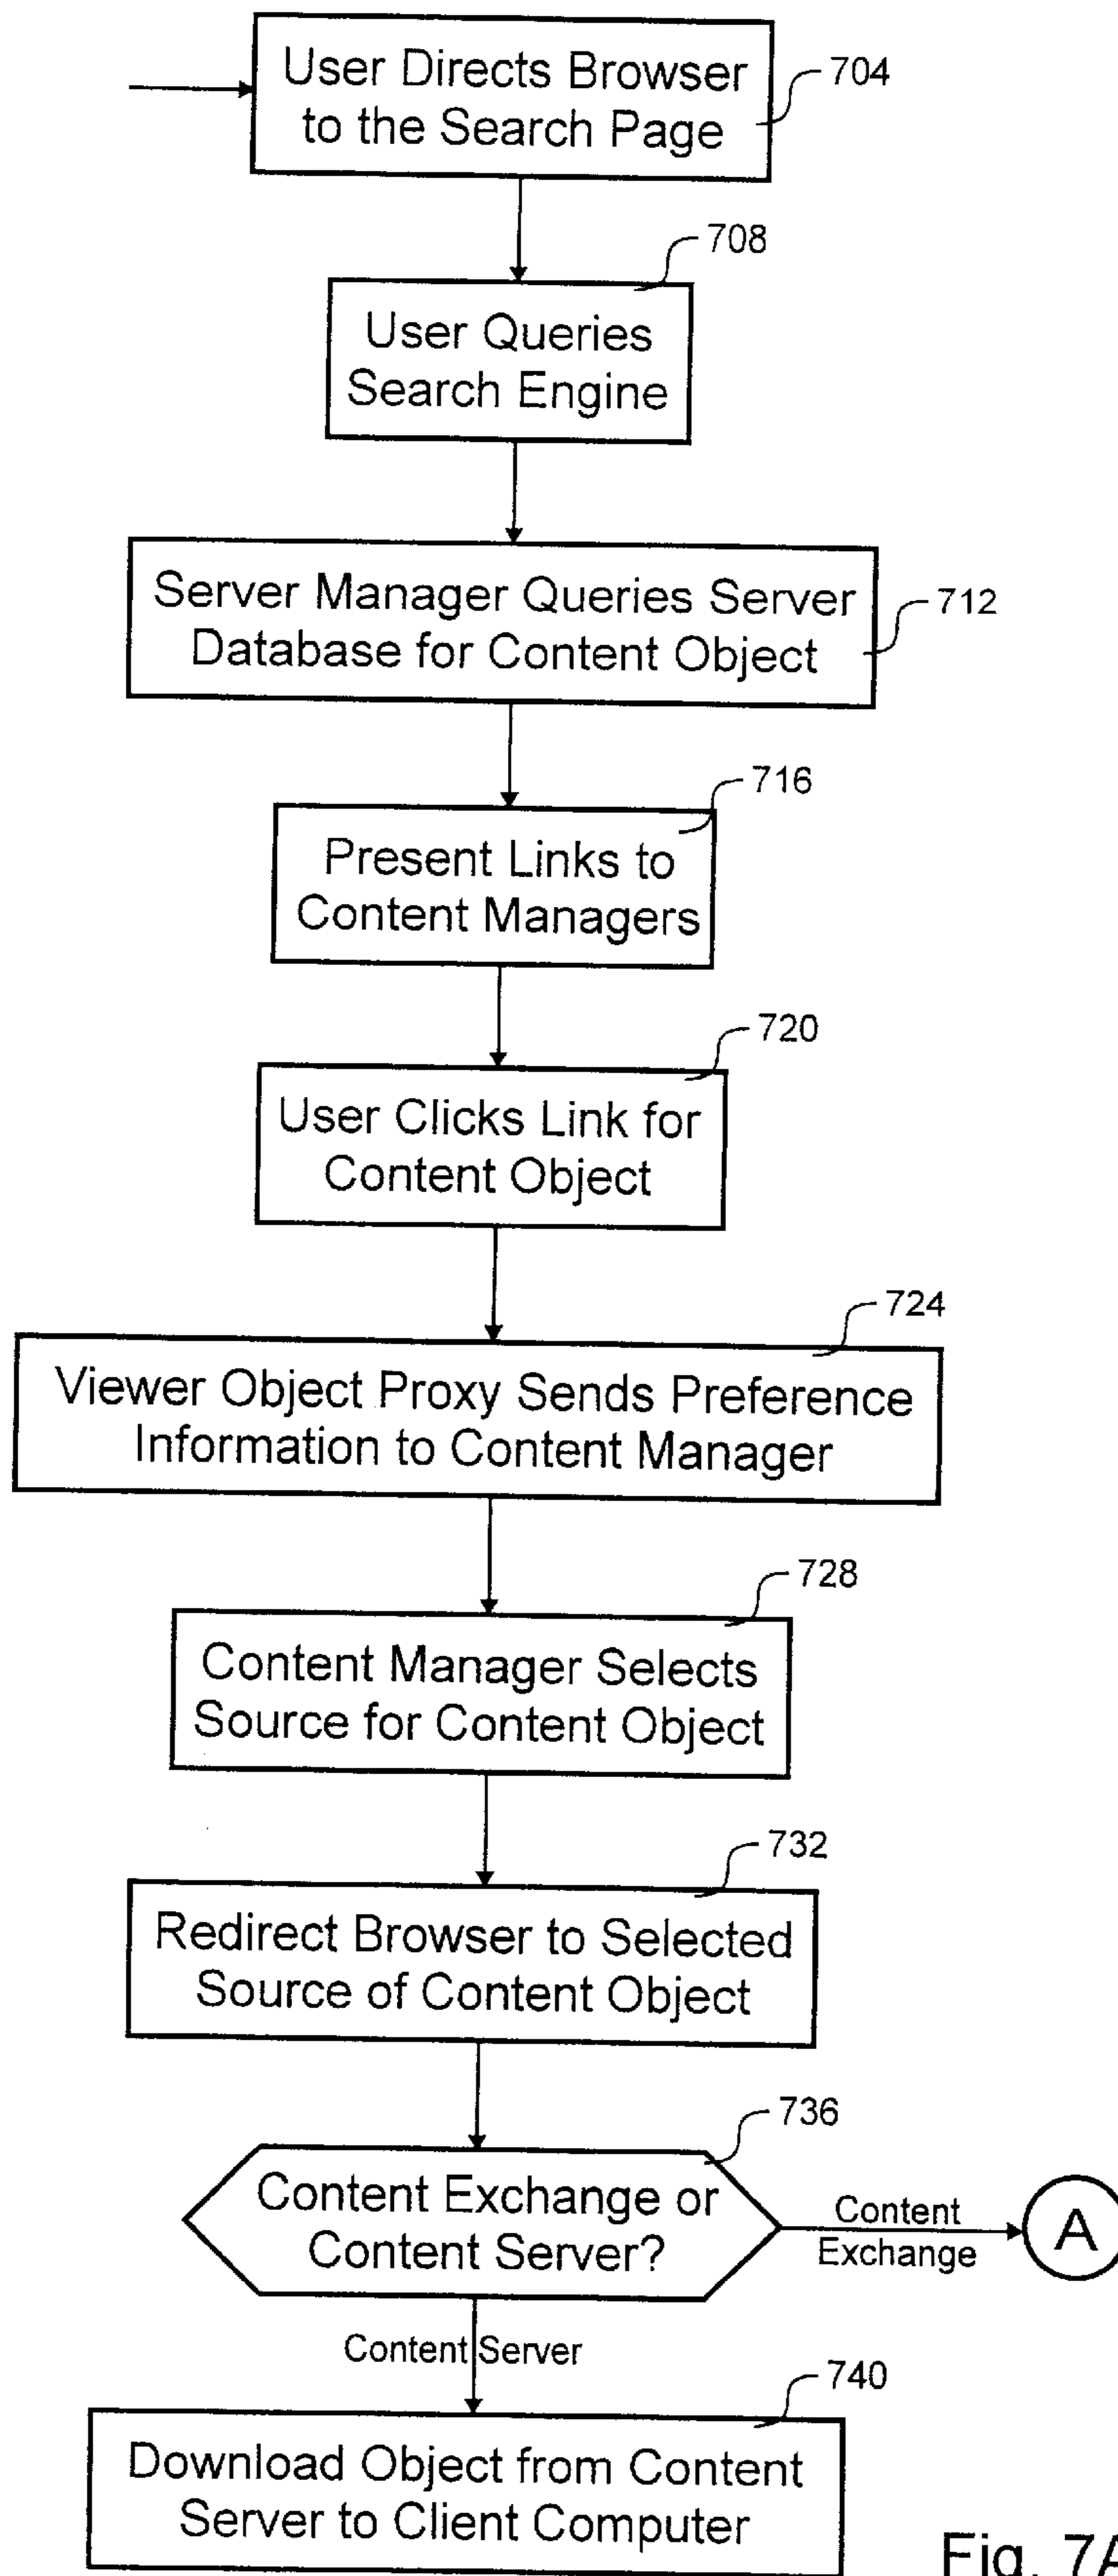 User Directs Browser
to the Search Page
704
708
User Queries
Search Engine
Server Manager Queries Server
Database for Content Object
712
716
Present Links to
Content Managers
720
User Clicks Link for
Content Object
724
Viewer Object Proxy Sends Preference
Information to Content Manager
728
Content Manager Selects
Source for Content Object
732
Redirect Browser to Selected
Source of Content Object
736
Content Exchange or
Content Server?
Content
Exchange
A
Content Server
740
Download Object from Content
Server to Client Computer
Fig. 7A